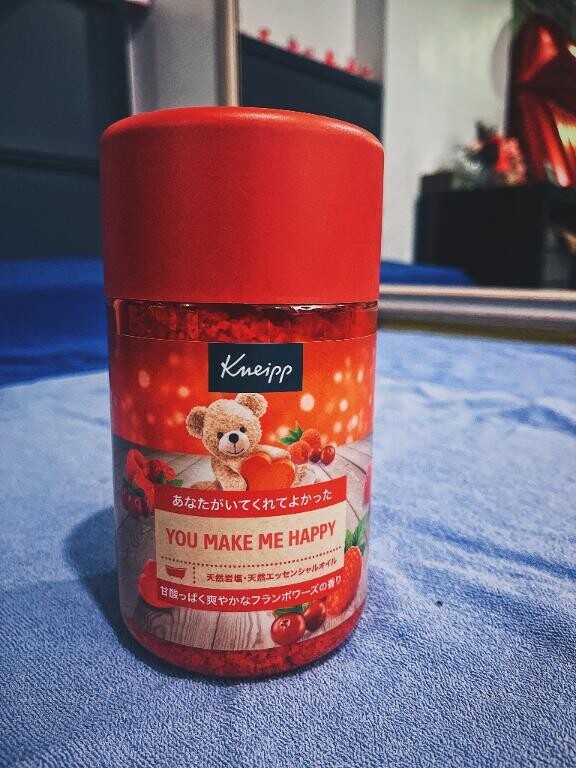 Kneipp
あなたがいてくれてよかった
YOU MAKE ME HAPPY
天然岩塩・天然エッセンシャルオイル
甘酸っぱく爽やかなフランボワーズの香り